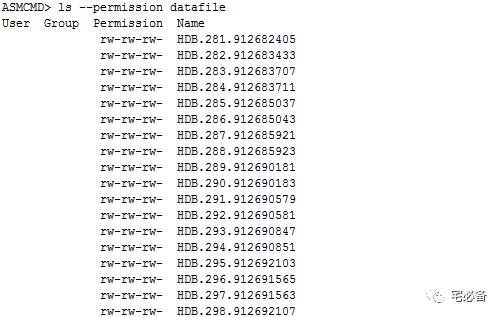 ASMCMD> ls --permission datafile
User  Group  Permission  Name
              rw-rw-rw-  HDB.281.912682405
              rw-rw-rw-  HDB.282.912683433
              rw-rw-rw-  HDB.283.912683707
              rw-rw-rw-  HDB.284.912683711
              rw-rw-rw-  HDB.285.912685037
              rw-rw-rw-  HDB.286.912685043
              rw-rw-rw-  HDB.287.912685921
              rw-rw-rw-  HDB.288.912685923
              rw-rw-rw-  HDB.289.912690181
              rw-rw-rw-  HDB.290.912690183
              rw-rw-rw-  HDB.291.912690579
              rw-rw-rw-  HDB.292.912690581
              rw-rw-rw-  HDB.293.912690847
              rw-rw-rw-  HDB.294.912690851
              rw-rw-rw-  HDB.295.912692103
              rw-rw-rw-  HDB.296.912691565
              rw-rw-rw-  HDB.297.912691563
              rw-rw-rw-  HDB.298.912692107
宅必备